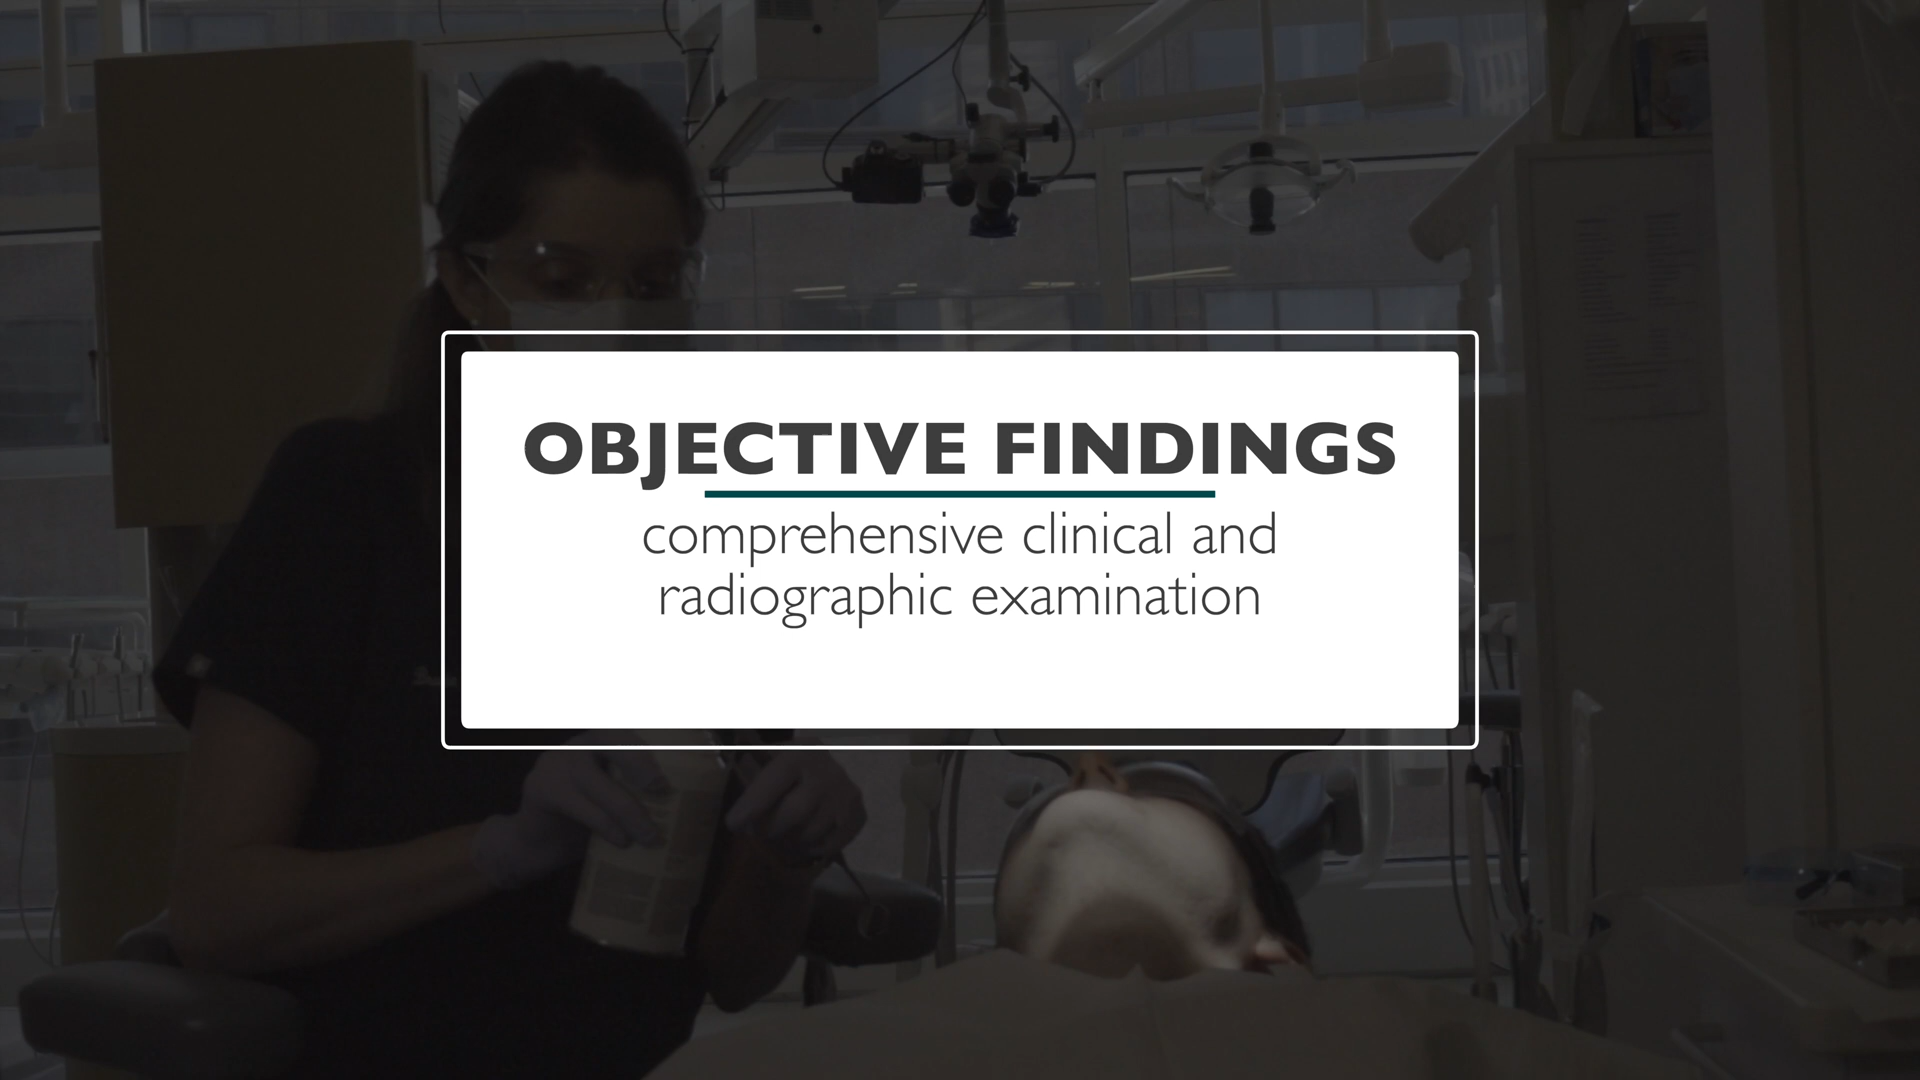 OBJECTIVE FINDINGS
comprehensive clinical and
radiographic examination